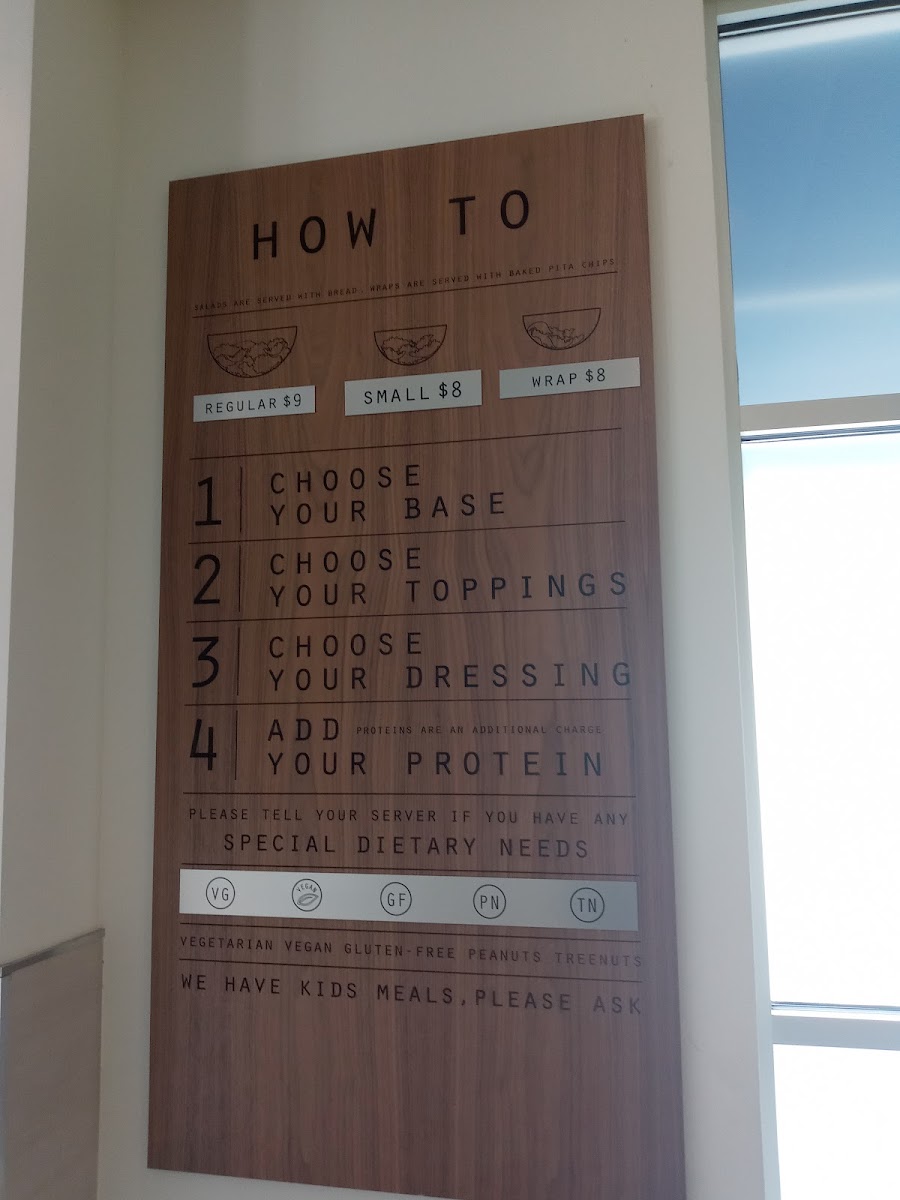 HOW TO
SALADS ARE SERVED WITH BREAD. WRAPS ARE SERVED WITH BAKED PITA CHIPS
REGULAR $9
SMALL $8
WRAP $8
1
CHOOSE
YOUR BASE
2
CHOOSE
YOUR TOPPINGS
3
CHOOSE
YOUR DRESSING
4
ADD PROTEINS ARE AN ADDITIONAL CHARGE
YOUR PROTEIN
PLEASE TELL YOUR SERVER IF YOU HAVE ANY
SPECIAL DIETARY NEEDS
VG VEGAN GF PN TN
VEGETARIAN VEGAN GLUTEN-FREE PEANUTS TREENUTS
WE HAVE KIDS MEALS, PLEASE ASK